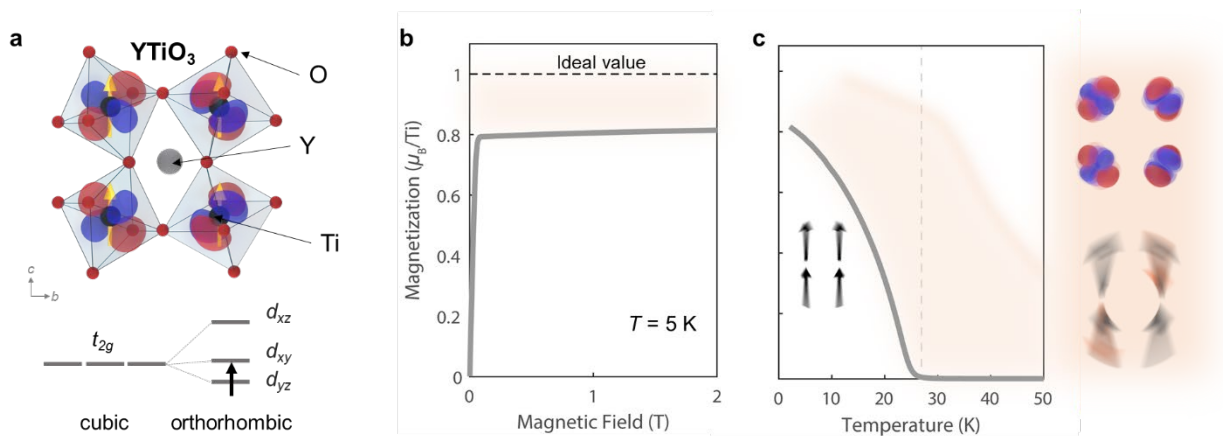 a
YTiO3
O
Y
Ti
c
b
t2g
dxz
dxy
dyz
cubic
orthorhombic
b
Magnetization (μB/Ti)
1
0.8
0.6
0.4
0.2
0
Ideal value
T = 5 K
0
1
2
Magnetic Field (T)
c
0
10
20
30
40
50
Temperature (K)